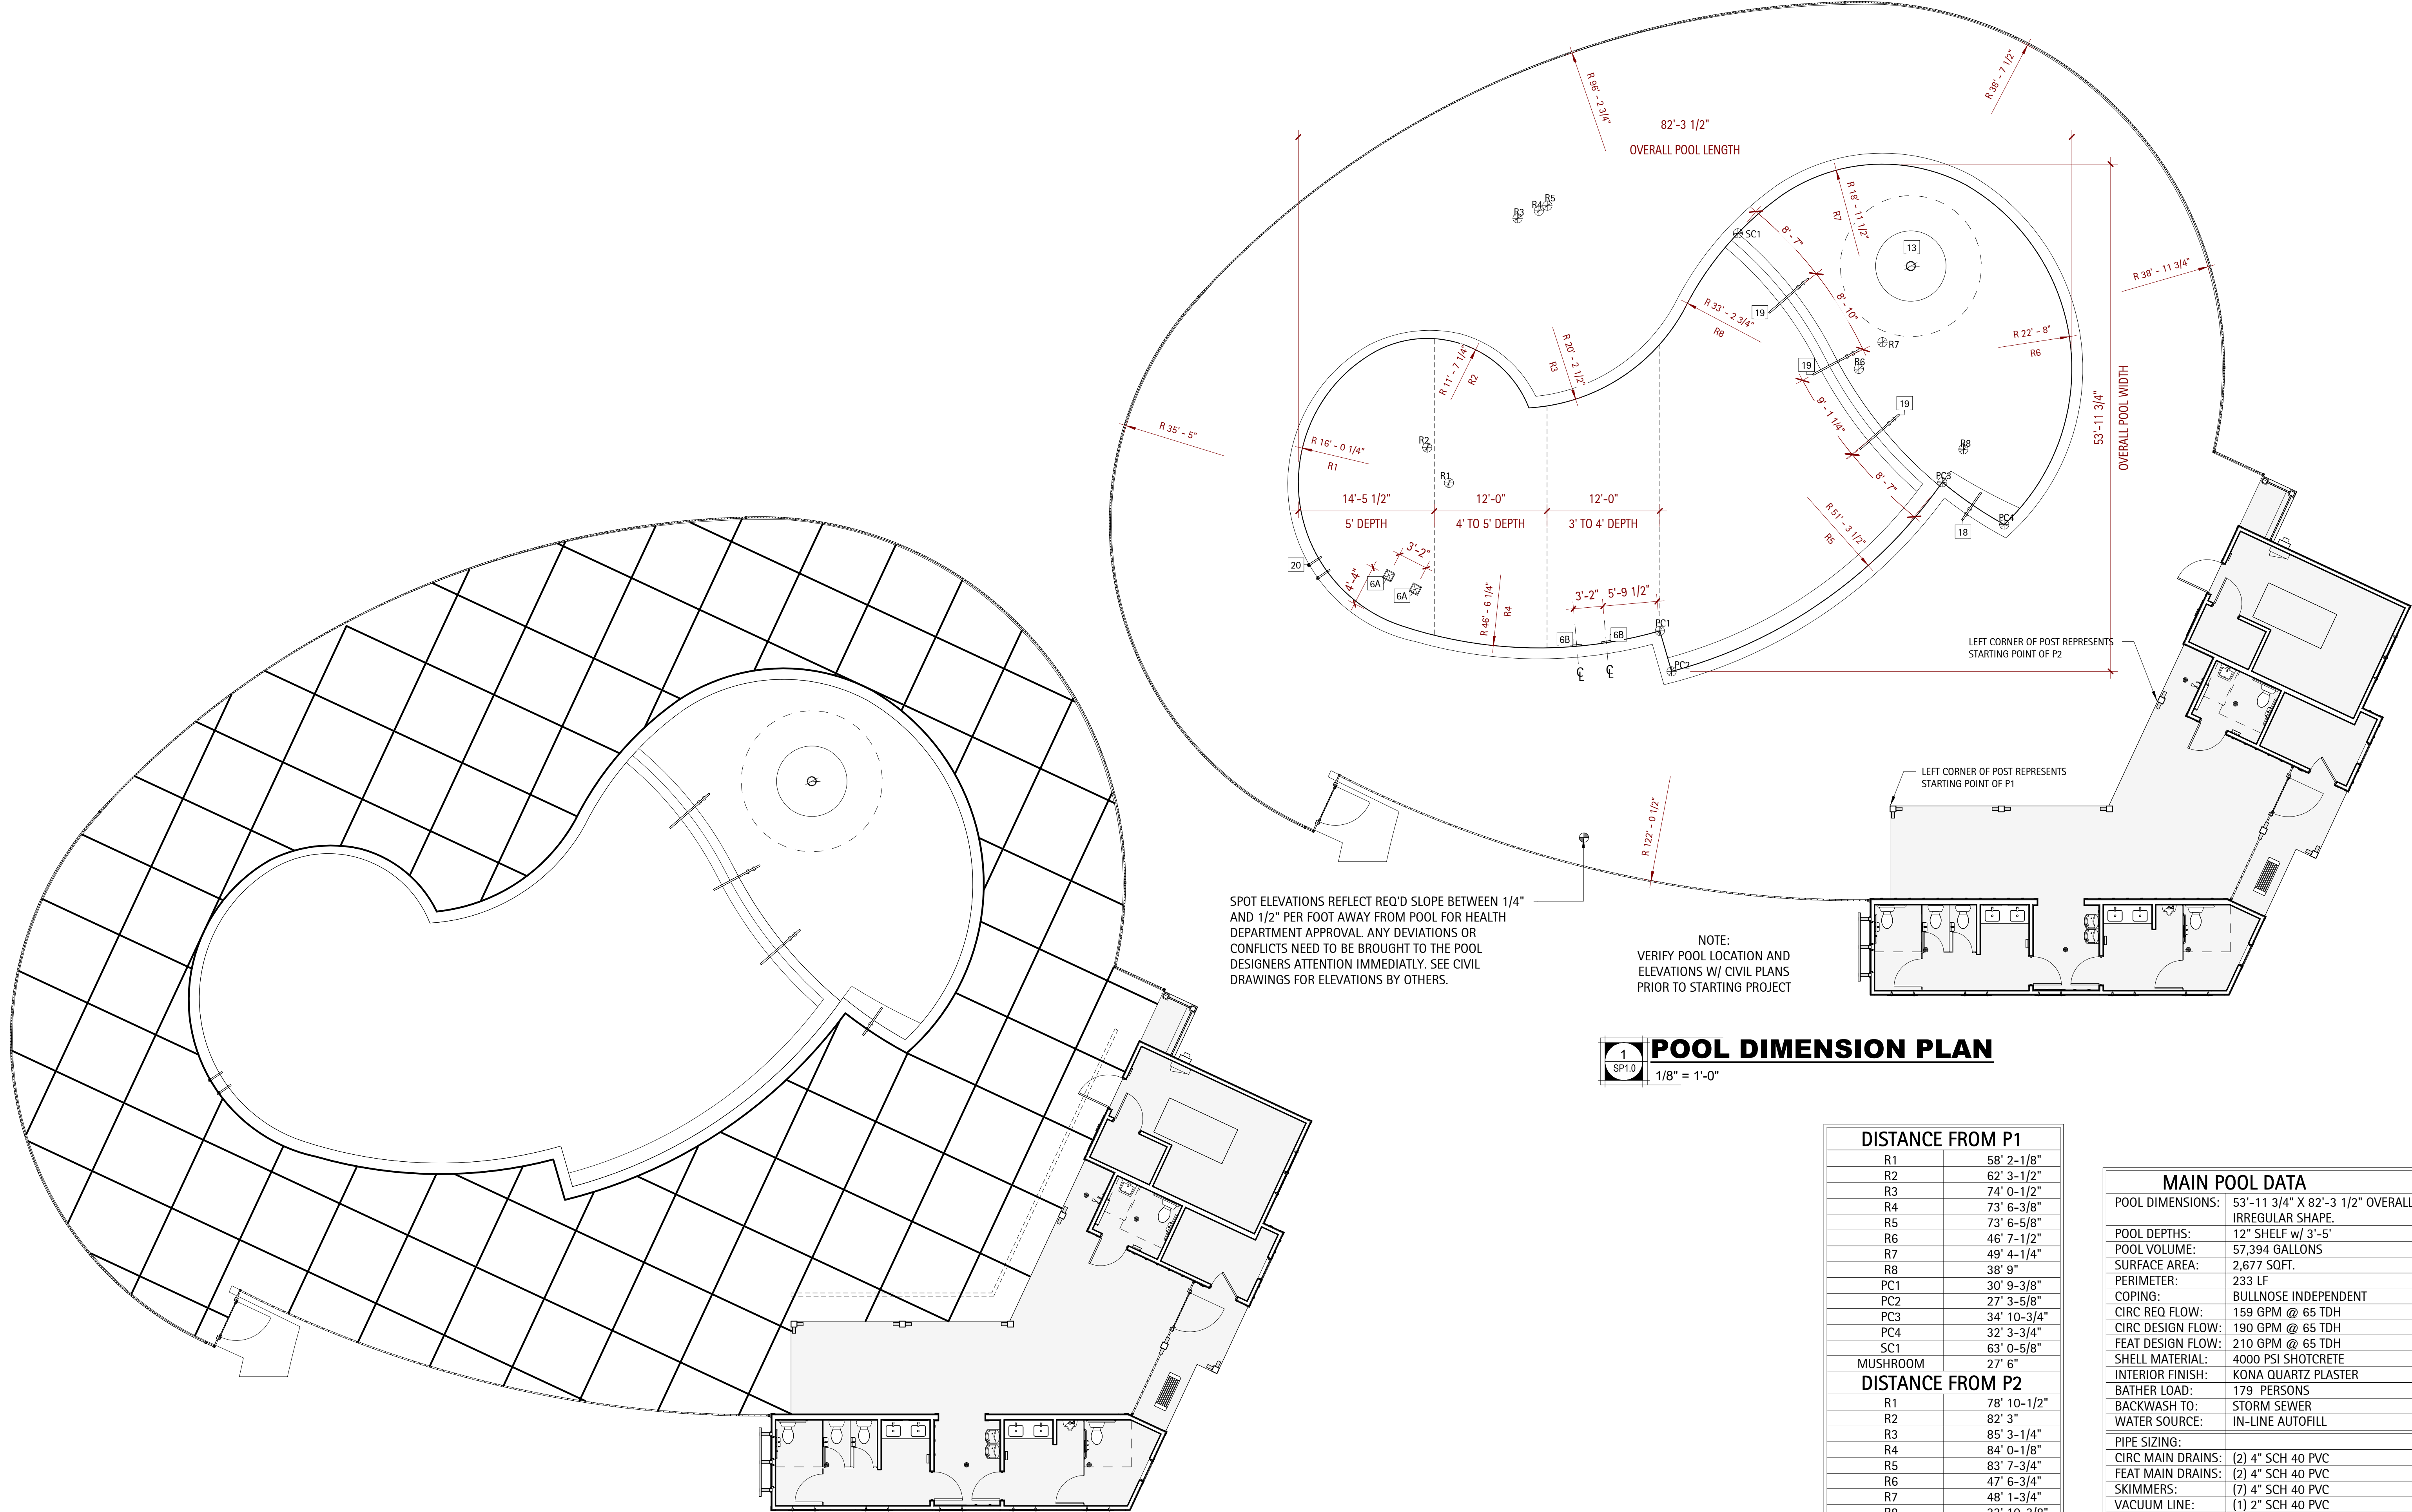 R 96' - 2 3/4"
R 38' - 7 1/2"
82'-3 1/2"
OVERALL POOL LENGTH
R3
R4
R5
SC1
R 18' - 11 1/2"
R7
13
8' - 7"
8' - 10"
19
R 38' - 11 3/4"
R 33' - 2 3/4"
R8
R 22' - 8"
R6
R7
R6
19
19
R 20' - 2 1/2"
R3
R 11' - 7 1/4"
R2
9' - 1 1/4"
53'-11 3/4"
OVERALL POOL WIDTH
R 35' - 5"
R 16' - 0 1/4"
R1
R2
R1
R8
PC3
8' - 7"
14'-5 1/2"
12'-0"
12'-0"
5' DEPTH
4' TO 5' DEPTH
3' TO 4' DEPTH
R 51' - 3 1/2"
R5
PC4
18
20
3'-2"
4'-4"
6A
6A
R 46' - 6 1/4"
R4
3'-2"
5'-9 1/2"
6B
6B
PC1
PC2
LEFT CORNER OF POST REPRESENTS
STARTING POINT OF P2
LEFT CORNER OF POST REPRESENTS
STARTING POINT OF P1
R 122' - 0 1/2"
SPOT ELEVATIONS REFLECT REQ'D SLOPE BETWEEN 1/4"
AND 1/2" PER FOOT AWAY FROM POOL FOR HEALTH
DEPARTMENT APPROVAL. ANY DEVIATIONS OR
CONFLICTS NEED TO BE BROUGHT TO THE POOL
DESIGNERS ATTENTION IMMEDIATLY. SEE CIVIL
DRAWINGS FOR ELEVATIONS BY OTHERS.
NOTE:
VERIFY POOL LOCATION AND
ELEVATIONS W/ CIVIL PLANS
PRIOR TO STARTING PROJECT
1
SP1.0
POOL DIMENSION PLAN
1/8" = 1'-0"
DISTANCE FROM P1
R1 58' 2-1/8"
R2 62' 3-1/2"
R3 74' 0-1/2"
R4 73' 6-3/8"
R5 73' 6-5/8"
R6 46' 7-1/2"
R7 49' 4-1/4"
R8 38' 9"
PC1 30' 9-3/8"
PC2 27' 3-5/8"
PC3 34' 10-3/4"
PC4 32' 3-3/4"
SC1 63' 0-5/8"
MUSHROOM 27' 6"
DISTANCE FROM P2
R1 78' 10-1/2"
R2 82' 3"
R3 85' 3-1/4"
R4 84' 0-1/8"
R5 83' 7-3/4"
R6 47' 6-3/4"
R7 48' 1-3/4"
MAIN POOL DATA
POOL DIMENSIONS: 53'-11 3/4" X 82'-3 1/2" OVERALL
IRREGULAR SHAPE.
POOL DEPTHS: 12" SHELF w/ 3'-5'
POOL VOLUME: 57,394 GALLONS
SURFACE AREA: 2,677 SQFT.
PERIMETER: 233 LF
COPING: BULLNOSE INDEPENDENT
CIRC REQ FLOW: 159 GPM @ 65 TDH
CIRC DESIGN FLOW: 190 GPM @ 65 TDH
FEAT DESIGN FLOW: 210 GPM @ 65 TDH
SHELL MATERIAL: 4000 PSI SHOTCRETE
INTERIOR FINISH: KONA QUARTZ PLASTER
BATHER LOAD: 179 PERSONS
BACKWASH TO: STORM SEWER
WATER SOURCE: IN-LINE AUTOFILL
PIPE SIZING:
CIRC MAIN DRAINS: (2) 4" SCH 40 PVC
FEAT MAIN DRAINS: (2) 4" SCH 40 PVC
SKIMMERS: (7) 4" SCH 40 PVC
VACUUM LINE: (1) 2" SCH 40 PVC